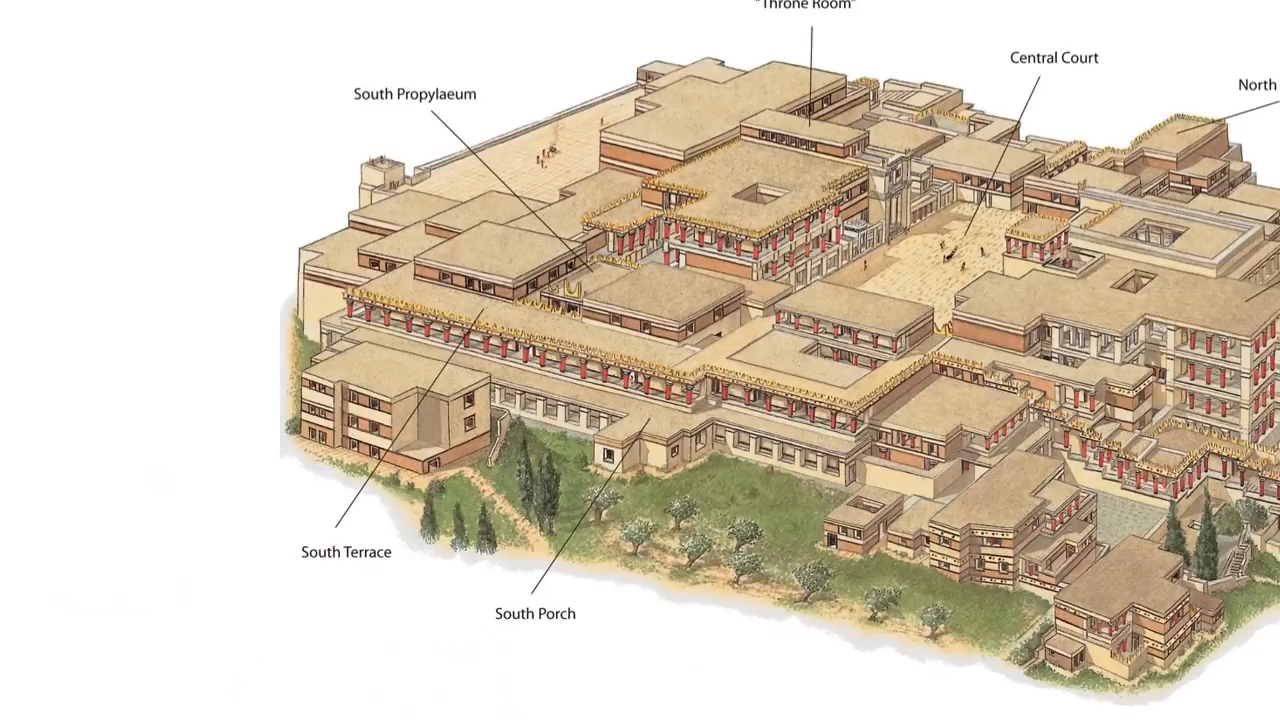 "Throne Room"
Central Court
North
South Propylaeum
South Terrace
South Porch